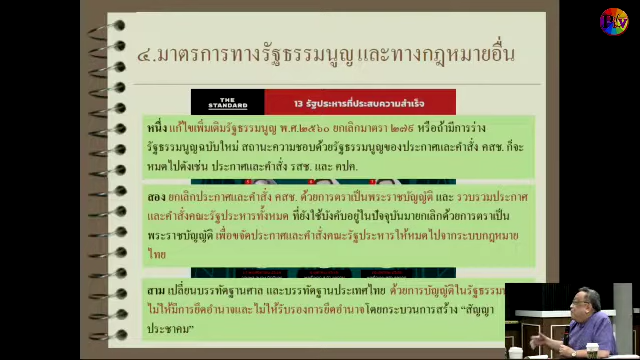 ๔.มาตรการทางรัฐธรรมนูญและทางกฎหมายอื่น
THE STANDARD
13 รัฐประหารที่ประสบความสำเร็จ
หนึ่ง แก้ไขเพิ่มเติมรัฐธรรมนูญ พ.ศ.๒๕๖๐ ยกเลิกมาตรา ๒๗๙ หรือถ้ามีการร่าง
รัฐธรรมนูญฉบับใหม่ สถานะความชอบด้วยรัฐธรรมนูญของประกาศและคำสั่ง คสช. ก็จะ
หมดไปดังเช่น ประกาศและคำสั่ง รสช. และ คปค.
สอง ยกเลิกประกาศและคำสั่ง คสช. ด้วยการตราเป็นพระราชบัญญัติ และ รวบรวมประกาศ
และคำสั่งคณะรัฐประหารทั้งหมด ที่ยังใช้บังคับอยู่ในปัจจุบันมายกเลิกด้วยการตราเป็น
พระราชบัญญัติ เพื่อขจัดประกาศและคำสั่งคณะรัฐประหารให้หมดไปจากระบบกฎหมาย
ไทย
สาม เปลี่ยนบรรทัดฐานศาล และบรรทัดฐานประเทศไทย ด้วยการบัญญัติในรัฐธรรม
ไม่ให้มีการยึดอำนาจและไม่ให้รับรองการยึดอำนาจโดยกระบวนการสร้าง “สัญญา
ประชาคม”